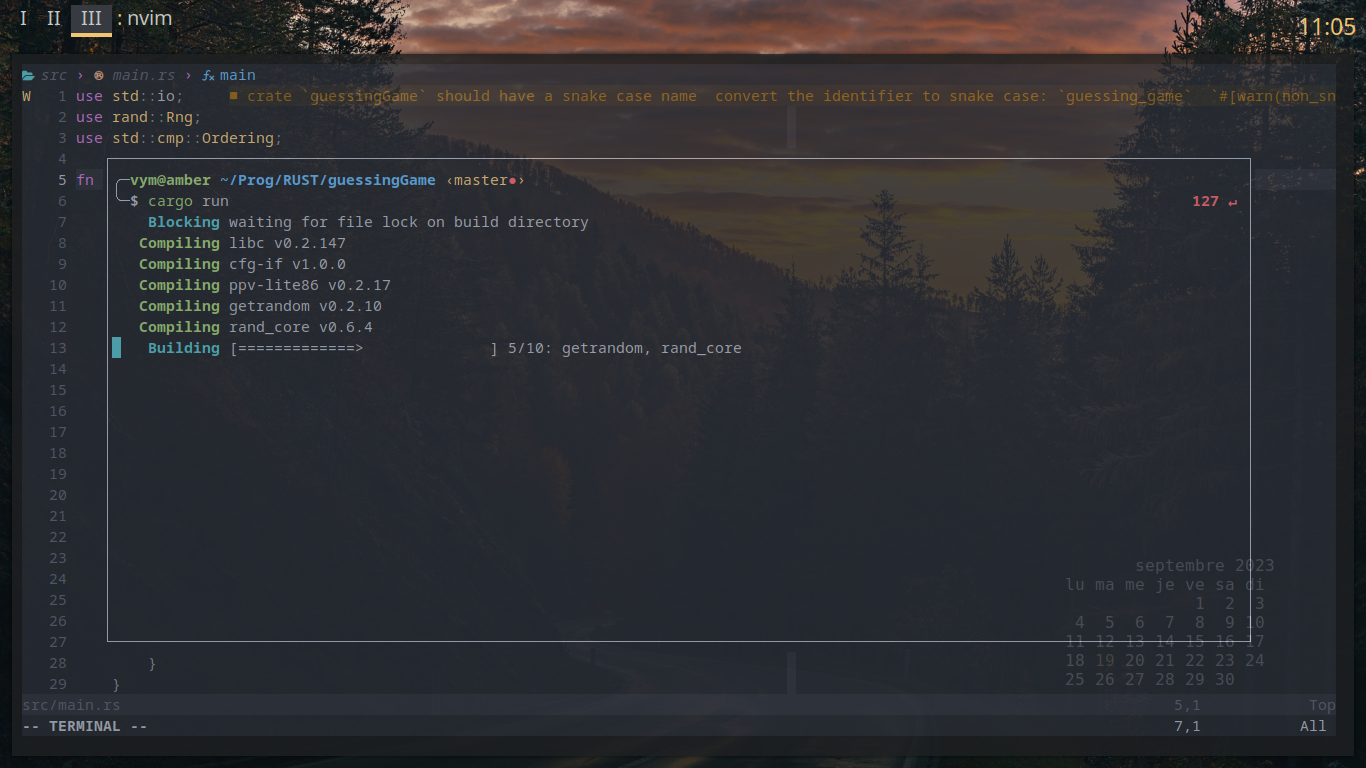 I II III : nvim 11:05
src › main.rs › main
W 1 use std::io; ■ crate `guessingGame` should have a snake case name convert the identifier to snake case: `guessing_game` `#[warn(non_sn
2 use rand::Rng;
3 use std::cmp::Ordering;
4
5 fn vym@amber ~/Prog/RUST/guessingGame ‹master●›
6 $ cargo run 127 ↵
7 Blocking waiting for file lock on build directory
8 Compiling libc v0.2.147
9 Compiling cfg-if v1.0.0
10 Compiling ppv-lite86 v0.2.17
11 Compiling getrandom v0.2.10
12 Compiling rand_core v0.6.4
13 Building [=============>              ] 5/10: getrandom, rand_core
14
15
16
17
18
19
20
21
22
23 septembre 2023
24 lu ma me je ve sa di
25 1 2 3
26 4 5 6 7 8 9 10
27 11 12 13 14 15 16 17
28 } 18 19 20 21 22 23 24
29 } 25 26 27 28 29 30
src/main.rs 5,1 Top
-- TERMINAL -- 7,1 All